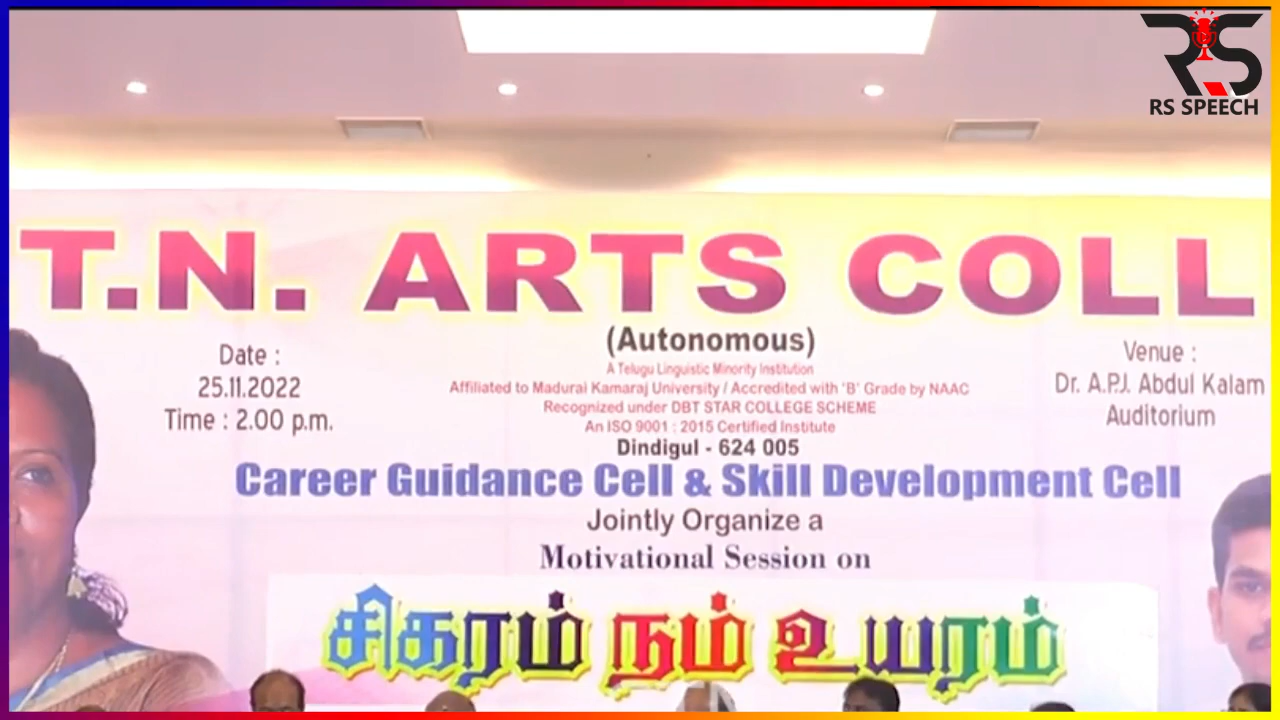 RS SPEECH
T.N. ARTS COLL
(Autonomous)
A Telugu Linguistic Minority Institution
Affiliated to Madurai Kamaraj University / Accredited with 'B' Grade by NAAC
Recognized under DBT STAR COLLEGE SCHEME
An ISO 9001 : 2015 Certified Institute
Dindigul - 624 005
Date :
25.11.2022
Time : 2.00 p.m.
Venue :
Dr. A.P.J. Abdul Kalam
Auditorium
Career Guidance Cell & Skill Development Cell
Jointly Organize a
Motivational Session on
சிகரம் நம் உயரம்